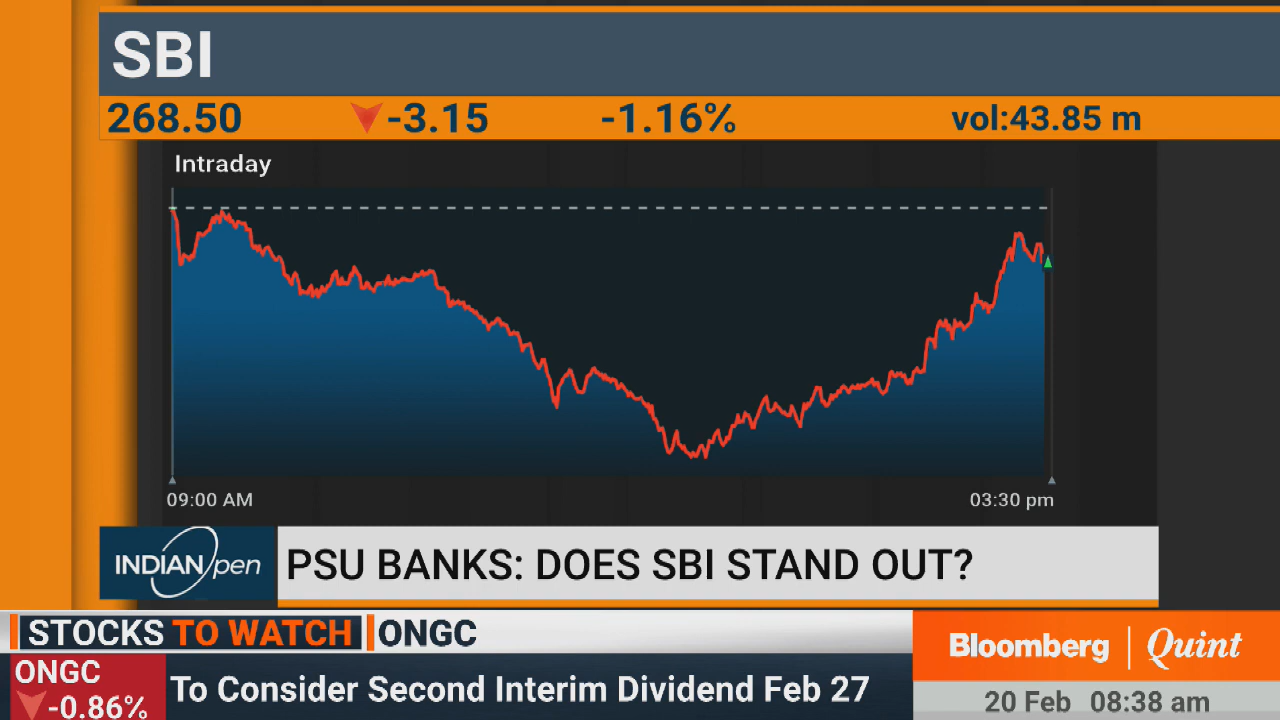 SBI
268.50 -3.15 -1.16% vol:43.85 m
Intraday
09:00 AM 03:30 pm
INDIAN pen PSU BANKS: DOES SBI STAND OUT?
STOCKS TO WATCH ONGC
ONGC
-0.86%
To Consider Second Interim Dividend Feb 27
Bloomberg | Quint
20 Feb 08:38 am